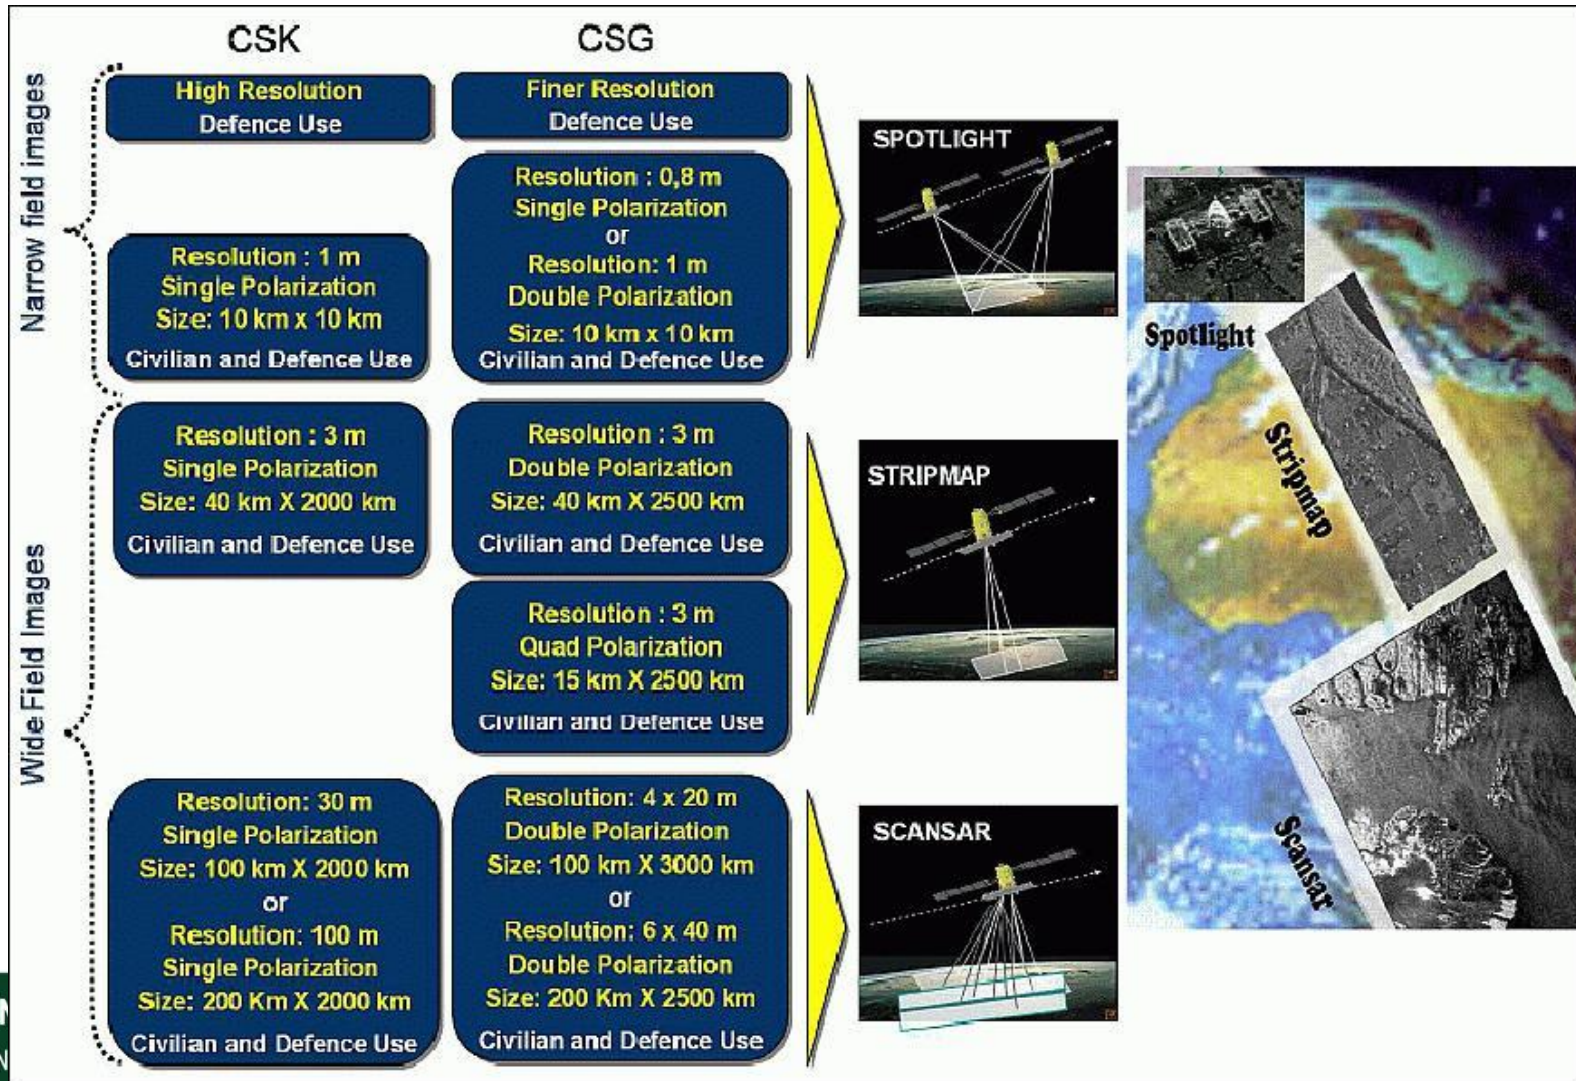 CSK
CSG
Narrow field images
High Resolution
Defence Use
Finer Resolution
Defence Use
Resolution : 1 m
Single Polarization
Size: 10 km x 10 km
Civilian and Defence Use
Resolution : 0,8 m
Single Polarization
or
Resolution: 1 m
Double Polarization
Size: 10 km x 10 km
Civilian and Defence Use
SPOTLIGHT
Wide Field Images
Resolution : 3 m
Single Polarization
Size: 40 km X 2000 km
Civilian and Defence Use
Resolution : 3 m
Double Polarization
Size: 40 km X 2500 km
Civilian and Defence Use
Resolution : 3 m
Quad Polarization
Size: 15 km X 2500 km
Civilian and Defence Use
STRIPMAP
Resolution: 30 m
Single Polarization
Size: 100 km X 2000 km
or
Resolution: 100 m
Single Polarization
Size: 200 Km X 2000 km
Civilian and Defence Use
Resolution: 4 x 20 m
Double Polarization
Size: 100 km X 3000 km
or
Resolution: 6 x 40 m
Double Polarization
Size: 200 Km X 2500 km
Civilian and Defence Use
SCANSAR
Spotlight
Stripmap
Scansar